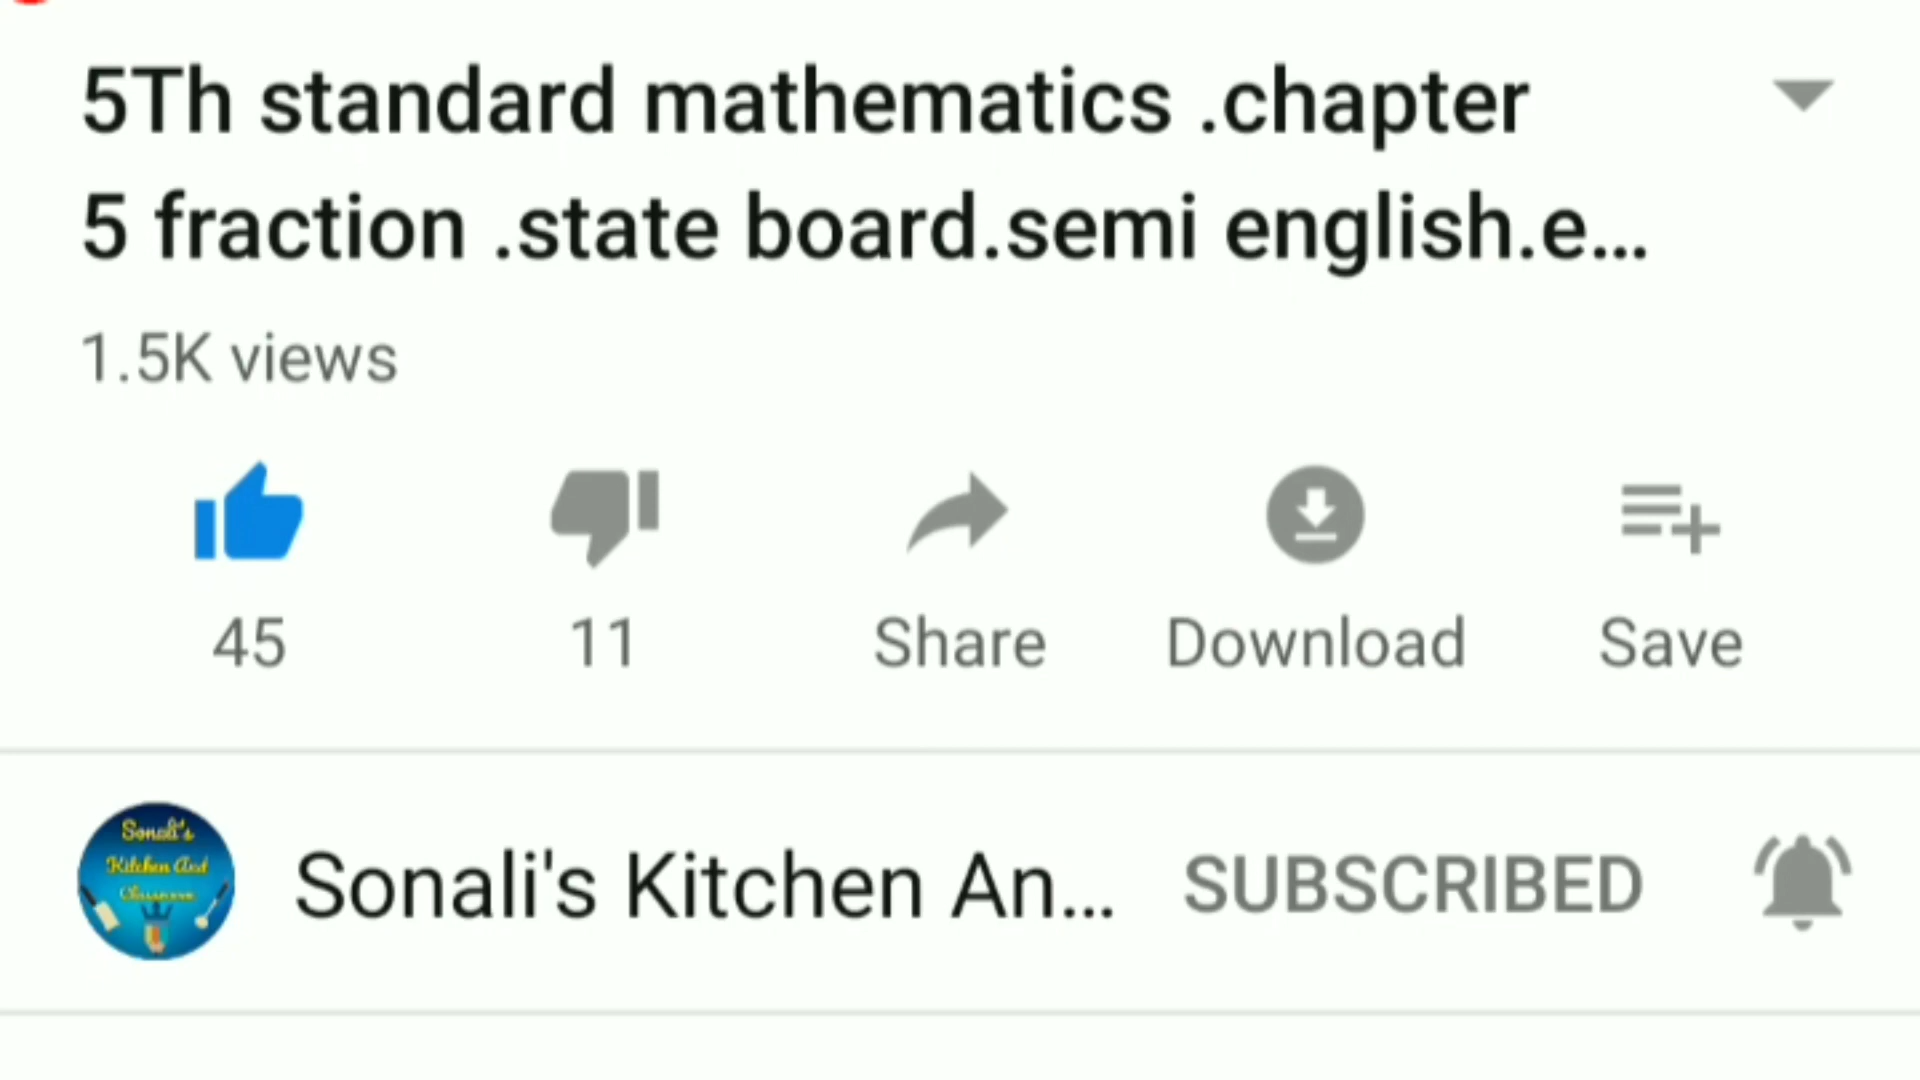 5Th standard mathematics .chapter
5 fraction .state board.semi english.e...
1.5K views
45 11 Share Download Save
Sonali's
Kitchen And
Classroom
Sonali's Kitchen An... SUBSCRIBED